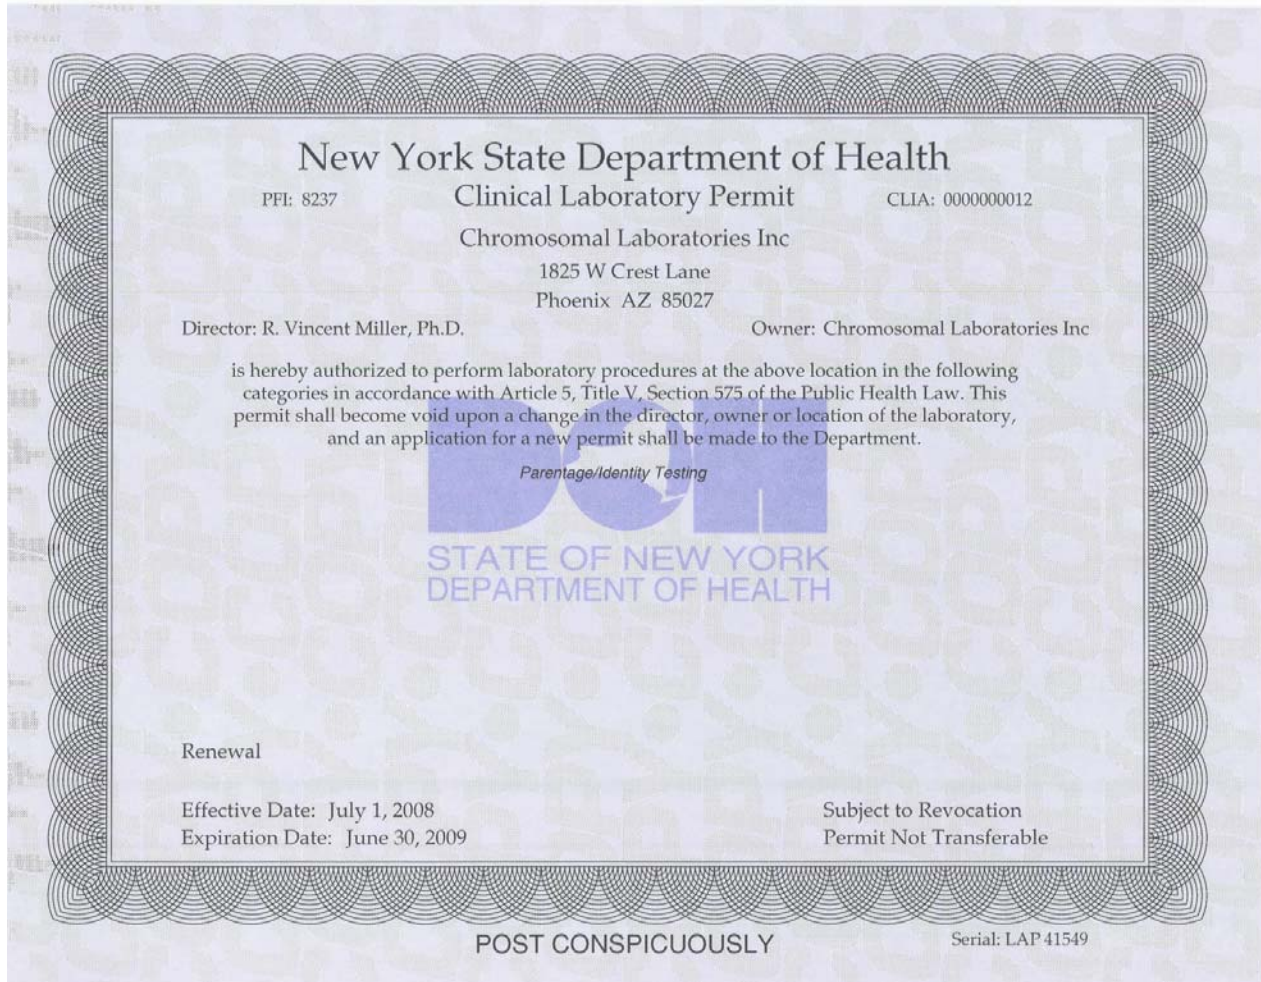 New York State Department of Health
PFI: 8237 Clinical Laboratory Permit CLIA: 0000000012
Chromosomal Laboratories Inc
1825 W Crest Lane
Phoenix AZ 85027
Director: R. Vincent Miller, Ph.D. Owner: Chromosomal Laboratories Inc
is hereby authorized to perform laboratory procedures at the above location in the following
categories in accordance with Article 5, Title V, Section 575 of the Public Health Law. This
permit shall become void upon a change in the director, owner or location of the laboratory,
and an application for a new permit shall be made to the Department.
Parentage/Identity Testing
DOH
STATE OF NEW YORK
DEPARTMENT OF HEALTH
Renewal
Effective Date: July 1, 2008 Subject to Revocation
Expiration Date: June 30, 2009 Permit Not Transferable
POST CONSPICUOUSLY Serial: LAP 41549